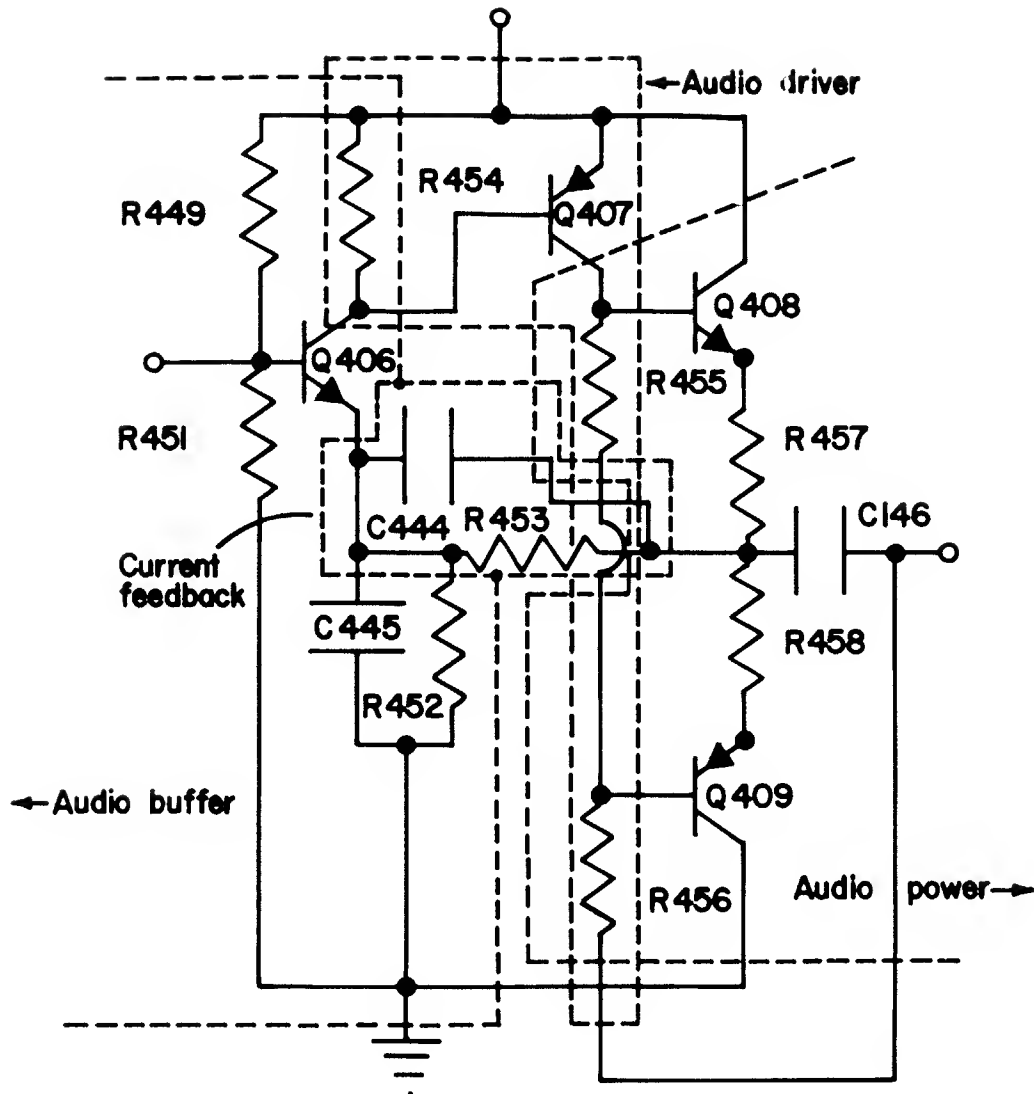 Audio driver
R454
R449
Q407
Q408
Q406
R455
R451
R457
C146
C444
R453
Current
feedback
C445
R458
R452
Q409
Audio buffer
R456
Audio power